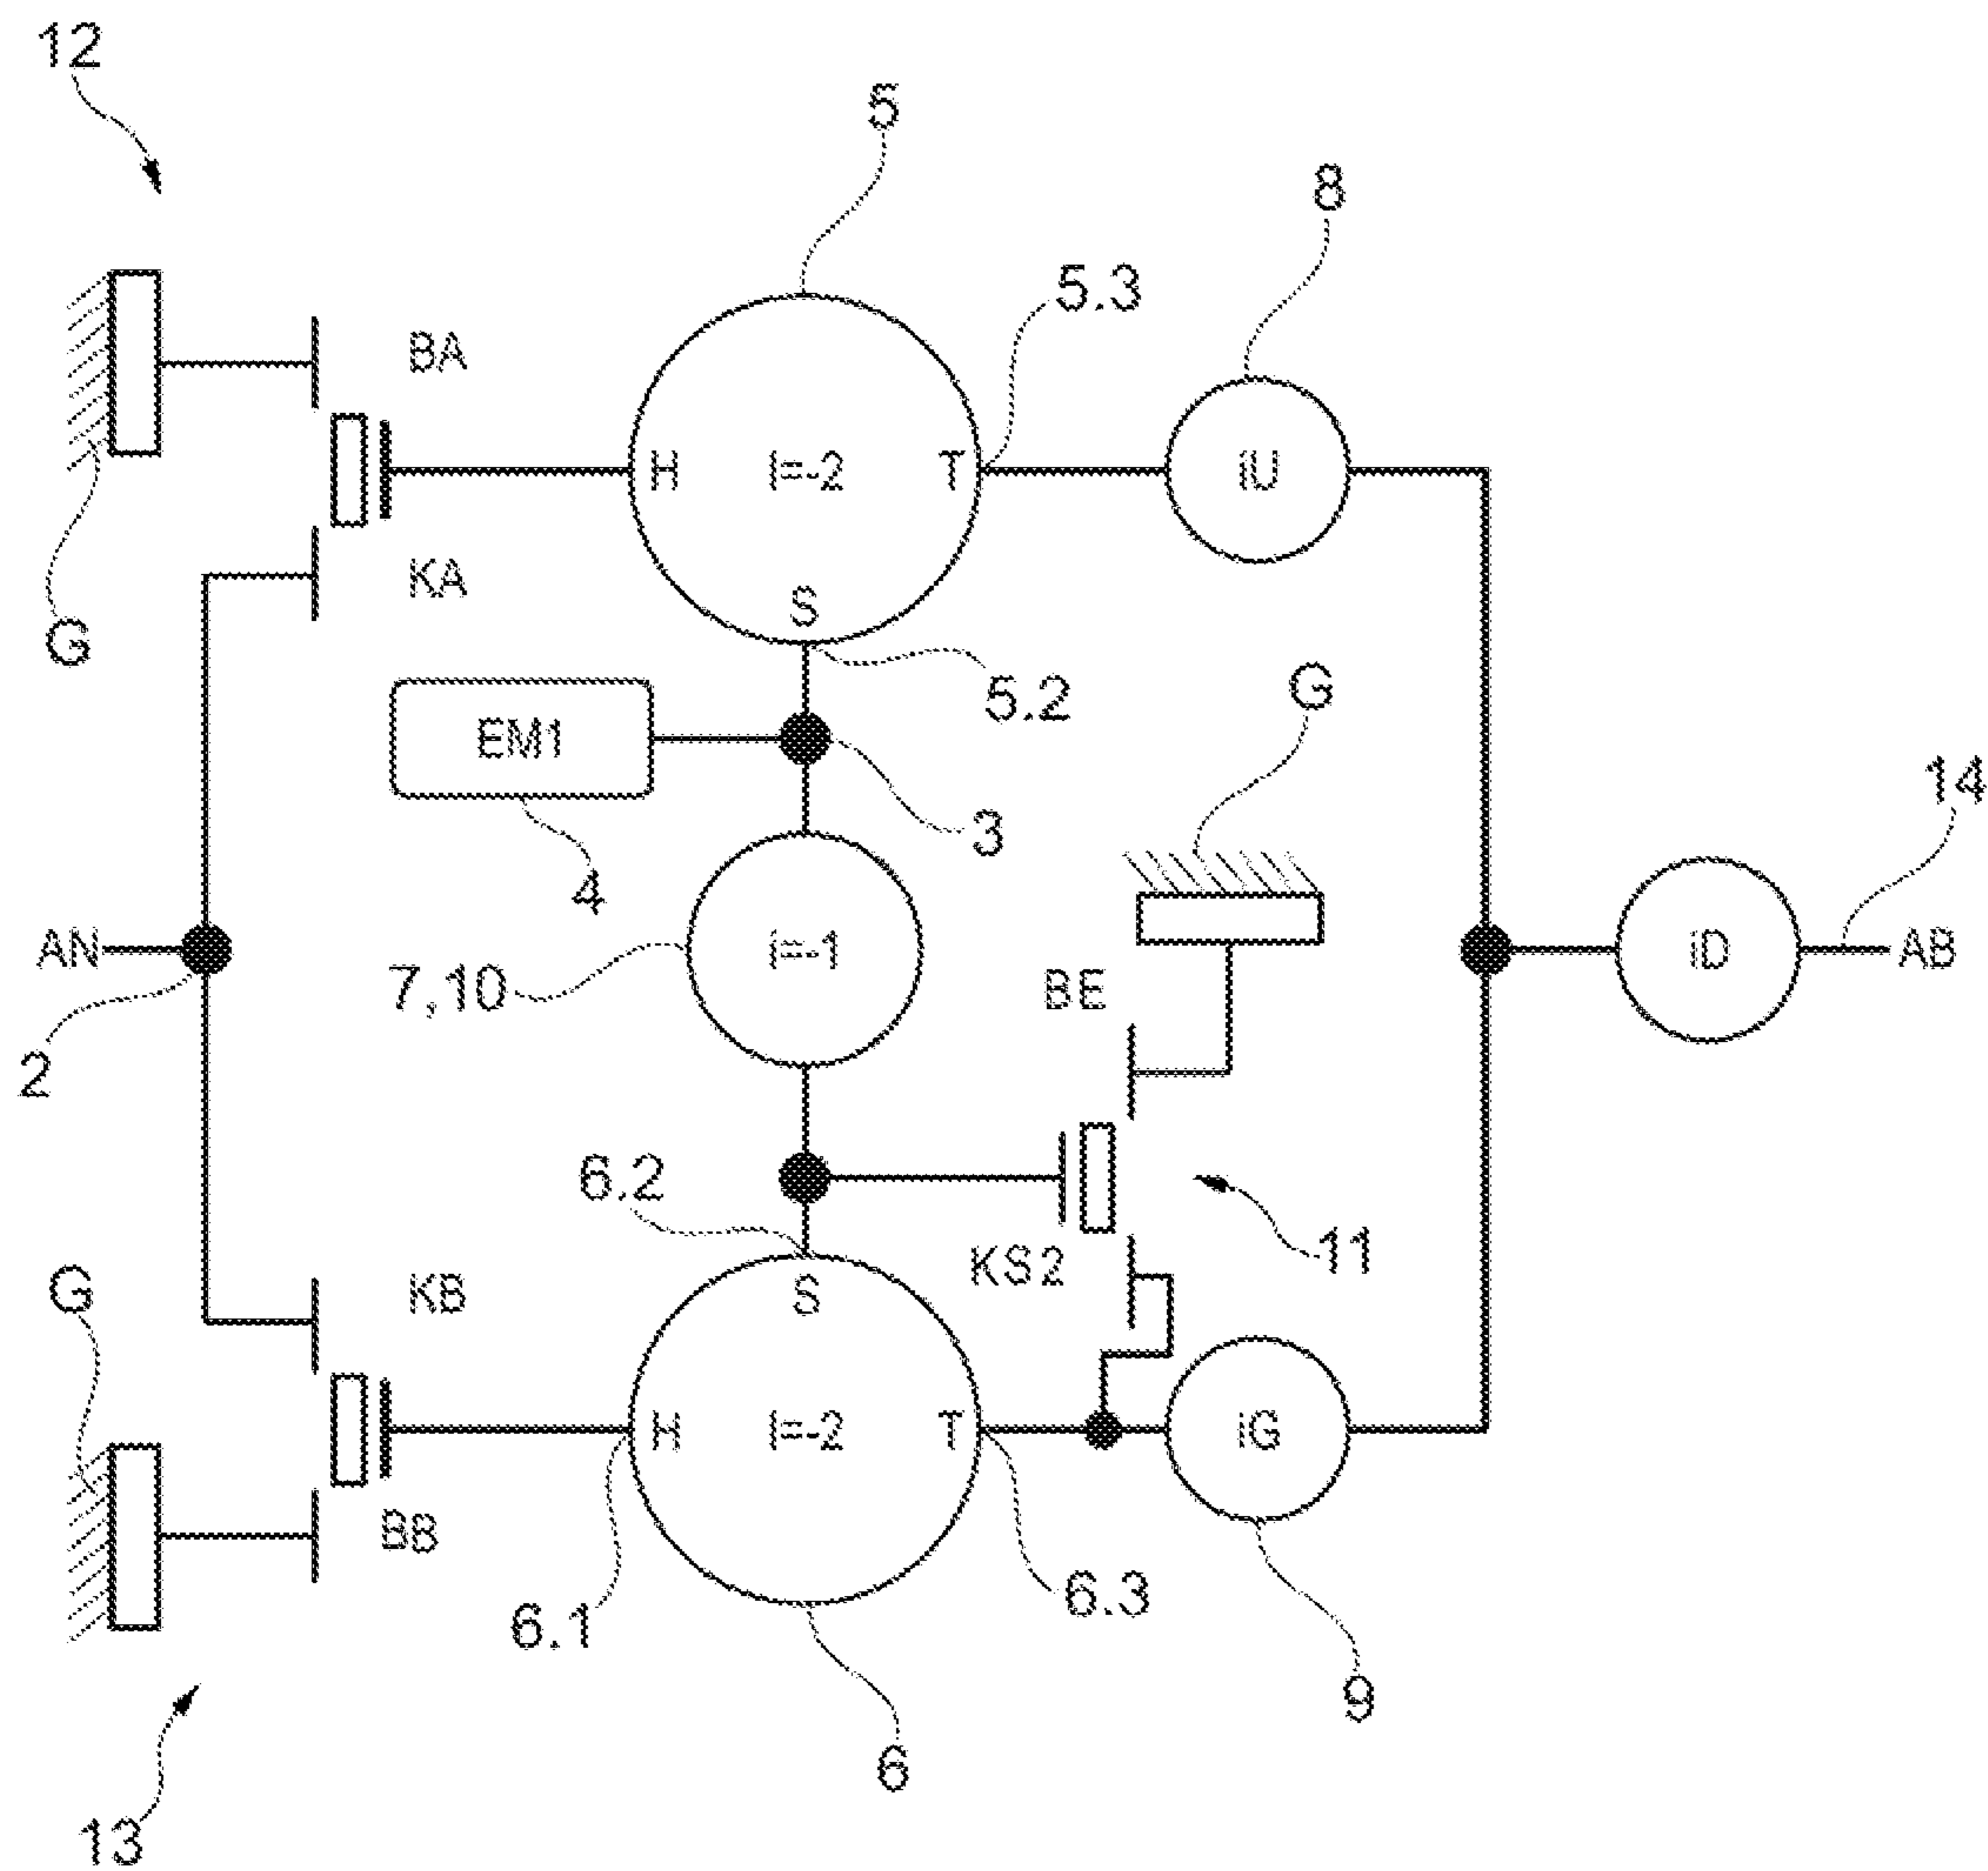 12
5
8
5.3
BA
H
i=-2
T
iU
KA
S
G
5.2
G
EM1
14
3
4
AN
i=-1
iD
AB
7,10
BE
2
6.2
11
KS2
G
KB
S
H
i=-2
T
iG
BB
6.1
6.3
9
6
13